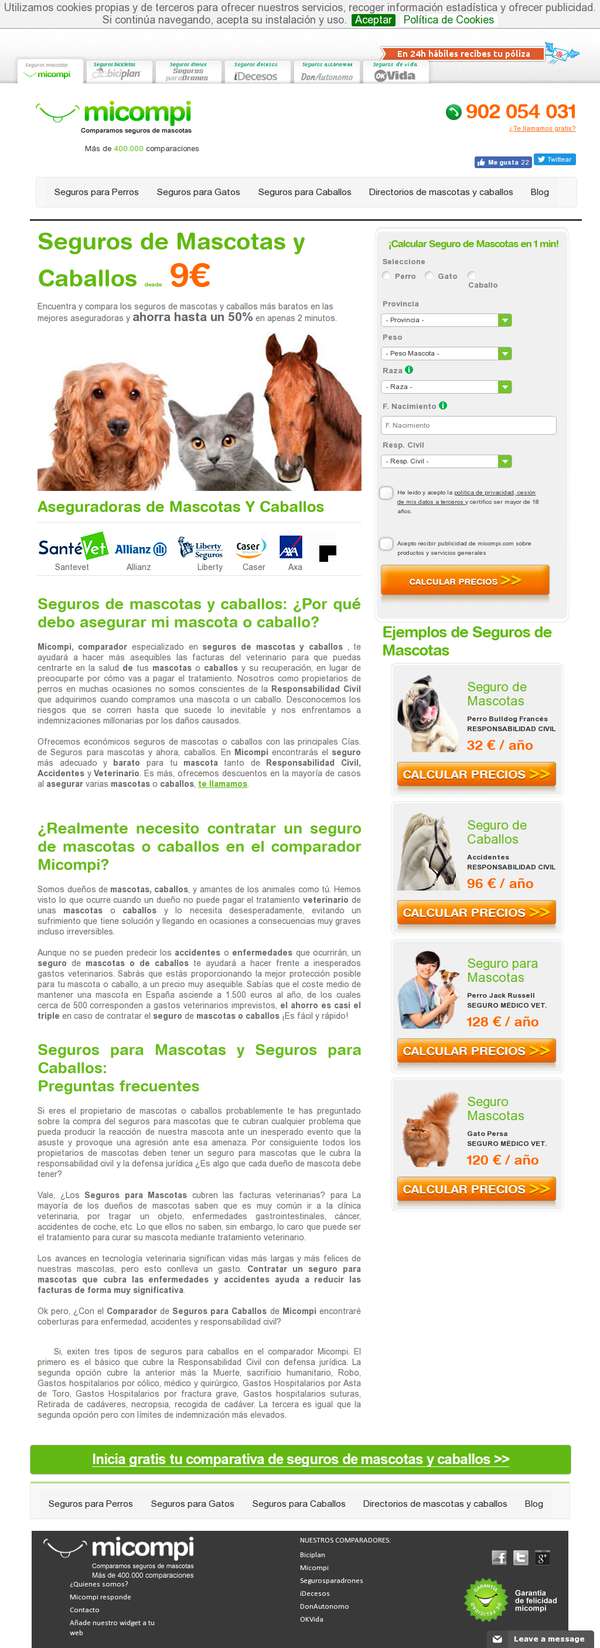 Utilizamos cookies propias y de terceros para ofrecer nuestros servicios, recoger información estadística y ofrecer publicidad.
Si continúa navegando, acepta su instalación y uso. Aceptar Política de Cookies
En 24h hábiles recibes tu póliza
Seguros mascotas
micompi
Seguros bicicletas
biciplan
Seguros drones
Seguros paraDrones
Seguros decesos
iDecesos
Seguros autónomos
DonAutonomo
Seguros de vida
OKVida
micompi
Comparamos seguros de mascotas
Más de 400.000 comparaciones
902 054 031
¿Te llamamos gratis?
Me gusta 22
Twittear
Seguros para Perros Seguros para Gatos Seguros para Caballos Directorios de mascotas y caballos Blog
Seguros de Mascotas y
Caballos desde 9€
Encuentra y compara los seguros de mascotas y caballos más baratos en las
mejores aseguradoras y ahorra hasta un 50% en apenas 2 minutos.
¡Calcular Seguro de Mascotas en 1 min!
Seleccione
Perro Gato Caballo
Provincia
- Provincia -
Peso
- Peso Mascota -
Raza
- Raza -
F. Nacimiento
F. Nacimiento
Resp. Civil
- Resp. Civil -
He leído y acepto la política de privacidad, cesión
de mis datos a terceros y certifico ser mayor de 18
años.
Acepto recibir publicidad de micompi.com sobre
productos y servicios generales
CALCULAR PRECIOS >>
Aseguradoras de Mascotas Y Caballos
SantéVet Allianz Liberty Seguros Caser Seguros AXA
Santevet Allianz Liberty Caser Axa
Seguros de mascotas y caballos: ¿Por qué
debo asegurar mi mascota o caballo?
Micompi, comparador especializado en seguros de mascotas y caballos , te
ayudará a hacer más asequibles las facturas del veterinario para que puedas
centrarte en la salud de tus mascotas o caballos y su recuperación, en lugar de
preocuparte por cómo vas a pagar el tratamiento. Nosotros como propietarios de
perros en muchas ocasiones no somos conscientes de la Responsabilidad Civil
que adquirimos cuando compramos una mascota o un caballo. Desconocemos los
riesgos que se corren hasta que sucede lo inevitable y nos enfrentamos a
indemnizaciones millonarias por los daños causados.
Ofrecemos económicos seguros de mascotas o caballos con las principales Cías.
de Seguros para mascotas y ahora, caballos. En Micompi encontrarás el seguro
más adecuado y barato para tu mascota tanto de Responsabilidad Civil,
Accidentes y Veterinario. Es más, ofrecemos descuentos en la mayoría de casos
al asegurar varias mascotas o caballos, te llamamos.
¿Realmente necesito contratar un seguro
de mascotas o caballos en el comparador
Micompi?
Somos dueños de mascotas, caballos, y amantes de los animales como tú. Hemos
visto lo que ocurre cuando un dueño no puede pagar el tratamiento veterinario de
unas mascotas o caballos y lo necesita desesperadamente, evitando un
sufrimiento que tiene solución y llegando en ocasiones a consecuencias muy graves
incluso irreversibles.
Aunque no se pueden predecir los accidentes o enfermedades que ocurrirán, un
seguro de mascotas o de caballos te ayudará a hacer frente a inesperados
gastos veterinarios. Sabrás que estás proporcionando la mejor protección posible
para tu mascota o caballo, a un precio muy asequible. Sabías que el coste medio de
mantener una mascota en España asciende a 1.500 euros al año, de los cuales
cerca de 500 corresponden a gastos veterinarios imprevistos, el ahorro es casi el
triple en caso de contratar el seguro de mascotas o caballos ¡Es fácil y rápido!
Seguros para Mascotas y Seguros para
Caballos:
Preguntas frecuentes
Si eres el propietario de mascotas o caballos probablemente te has preguntado
sobre la compra del seguros para mascotas que te cubran cualquier problema que
pueda producir la reacción de nuestra mascota ante un inesperado evento que la
asuste y provoque una agresión ante esa amenaza. Por consiguiente todos los
propietarios de mascotas deben tener un seguro para mascotas que le cubra la
responsabilidad civil y la defensa jurídica ¿Es algo que cada dueño de mascota debe
tener?
Vale, ¿Los Seguros para Mascotas cubren las facturas veterinarias? para La
mayoría de los dueños de mascotas saben que es muy común ir a la clínica
veterinaria, por tragar un objeto, enfermedades gastrointestinales, cáncer,
accidentes de coche, etc. Lo que ellos no saben, sin embargo, lo caro que puede ser
el tratamiento para curar su mascota mediante tratamiento veterinario.
Los avances en tecnología veterinaria significan vidas más largas y más felices de
nuestras mascotas, pero esto conlleva un gasto. Contratar un seguro para
mascotas que cubra las enfermedades y accidentes ayuda a reducir las
facturas de forma muy significativa.
Ok pero, ¿Con el Comparador de Seguros para Caballos de Micompi encontraré
coberturas para enfermedad, accidentes y responsabilidad civil?
Si, exiten tres tipos de seguros para caballos en el comparador Micompi. El
primero es el básico que cubre la Responsabilidad Civil con defensa jurídica. La
segunda opción cubre la anterior más la Muerte, sacrificio humanitario, Robo,
Gastos hospitalarios por cólico, médico y quirúrgico, Gastos Hospitalarios por Asta
de Toro, Gastos Hospitalarios por fractura grave, Gastos hospitalarios suturas,
Retirada de cadáveres, necropsia, recogida de cadáver. La tercera es igual que la
segunda opción pero con límites de indemnización más elevados.
Ejemplos de Seguros de
Mascotas
Seguro de
Mascotas
Perro Bulldog Francés
RESPONSABILIDAD CIVIL
32 € / año
CALCULAR PRECIOS >>
Seguro de
Caballos
Accidentes
RESPONSABILIDAD CIVIL
96 € / año
CALCULAR PRECIOS >>
Seguro para
Mascotas
Perro Jack Russell
SEGURO MÉDICO VET.
128 € / año
CALCULAR PRECIOS >>
Seguro
Mascotas
Gato Persa
SEGURO MÉDICO VET.
120 € / año
CALCULAR PRECIOS >>
Inicia gratis tu comparativa de seguros de mascotas y caballos >>
Seguros para Perros Seguros para Gatos Seguros para Caballos Directorios de mascotas y caballos Blog
micompi
Comparamos seguros de mascotas
Más de 400.000 comparaciones
¿Quienes somos?
Micompi responde
Contacto
Añade nuestro widget a tu
web
NUESTROS COMPARADORES:
Biciplan
Micompi
Segurosparadrones
iDecesos
DonAutonomo
OKVida
Garantía
de felicidad
micompi
Leave a message